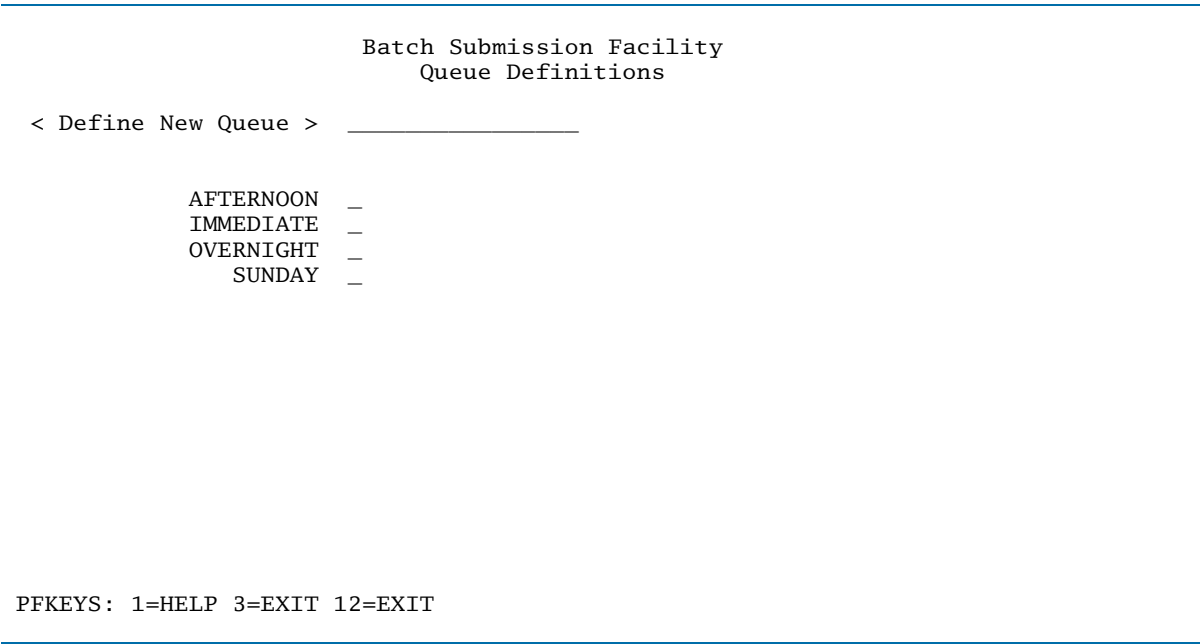 Batch Submission Facility
Queue Definitions
< Define New Queue > ________________
AFTERNOON _
IMMEDIATE _
OVERNIGHT _
SUNDAY _
PFKEYS: 1=HELP 3=EXIT 12=EXIT